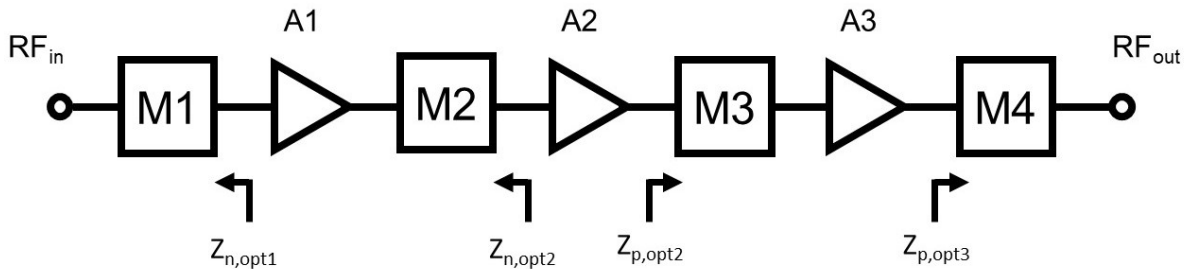 A1 A2 A3
RFin RFout
M1 M2 M3 M4
Zn,opt1 Zn,opt2 Zp,opt2 Zp,opt3